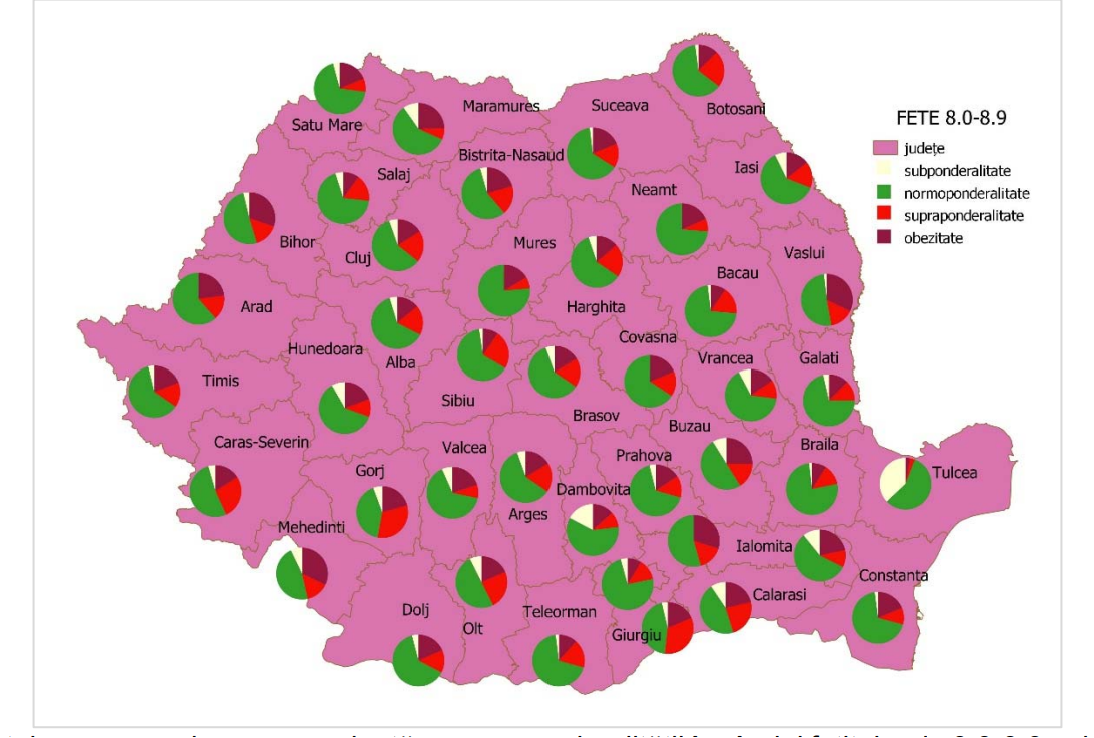 Maramures
Suceava
Botosani
Satu Mare
Bistrita-Nasaud
Iasi
Salaj
Neamt
Bihor
Cluj
Mures
Vaslui
Bacau
Arad
Harghita
Hunedoara
Alba
Covasna
Vrancea
Galati
Timis
Sibiu
Brasov
Buzau
Caras-Severin
Valcea
Prahova
Braila
Gorj
Tulcea
Dambovita
Arges
Mehedinti
Ialomita
Constanta
Calarasi
Dolj
Olt
Teleorman
Giurgiu
FETE 8.0-8.9
județe
subponderalitate
normoponderalitate
supraponderalitate
obezitate